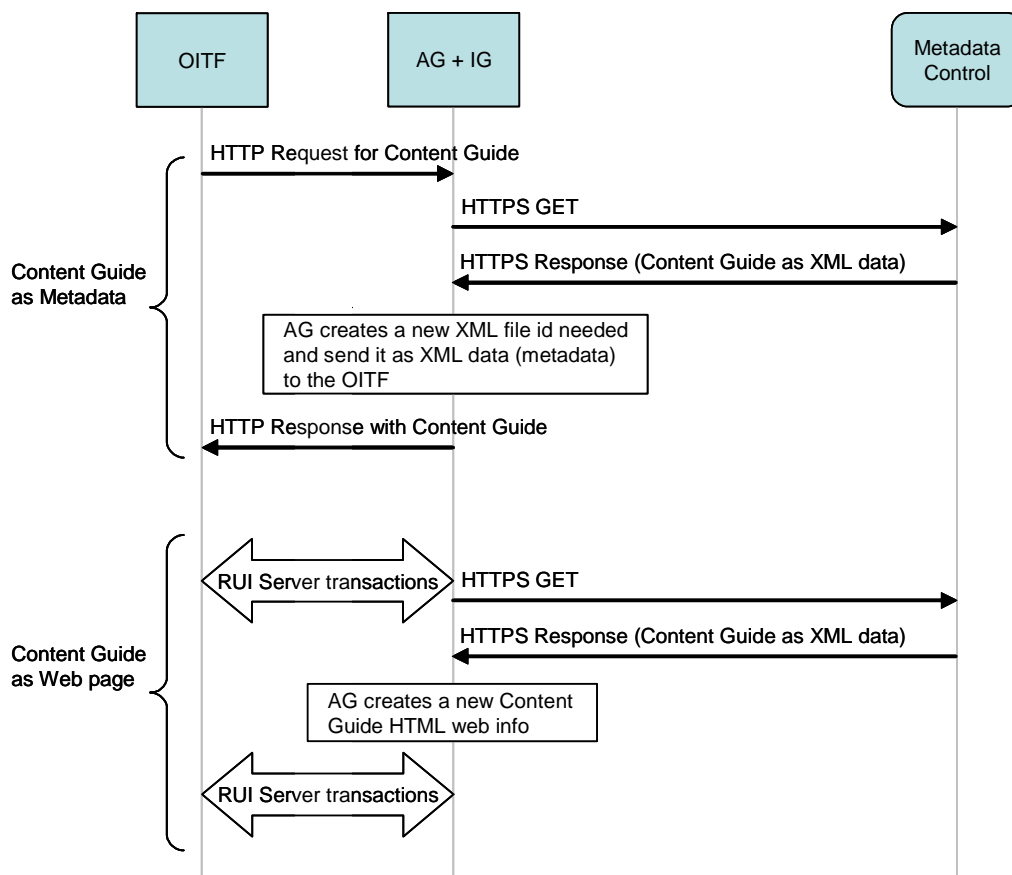 OITF
AG + IG
Metadata
Control
HTTP Request for Content Guide
HTTPS GET
HTTPS Response (Content Guide as XML data)
Content Guide
as Metadata
AG creates a new XML file id needed
and send it as XML data (metadata)
to the OITF
HTTP Response with Content Guide
RUI Server transactions
HTTPS GET
HTTPS Response (Content Guide as XML data)
Content Guide
as Web page
AG creates a new Content
Guide HTML web info
RUI Server transactions